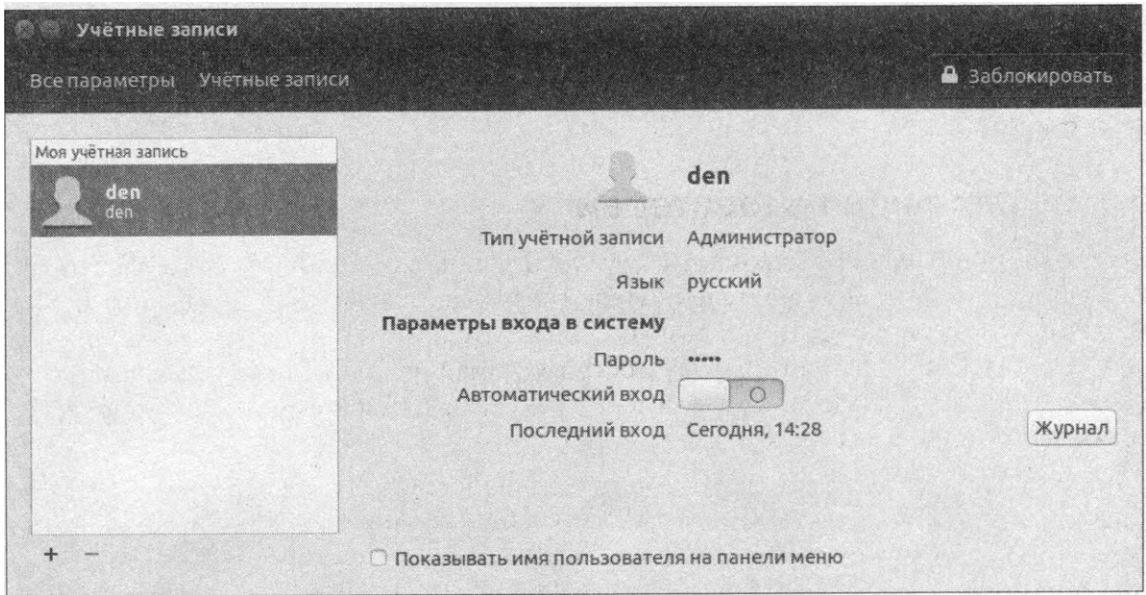 Учётные записи
Все параметры Учётные записи
Заблокировать
Моя учётная запись
den
den
den
Тип учётной записи Администратор
Язык русский
Параметры входа в систему
Пароль •••••
Автоматический вход
Последний вход Сегодня, 14:28
Журнал
+ −
Показывать имя пользователя на панели меню